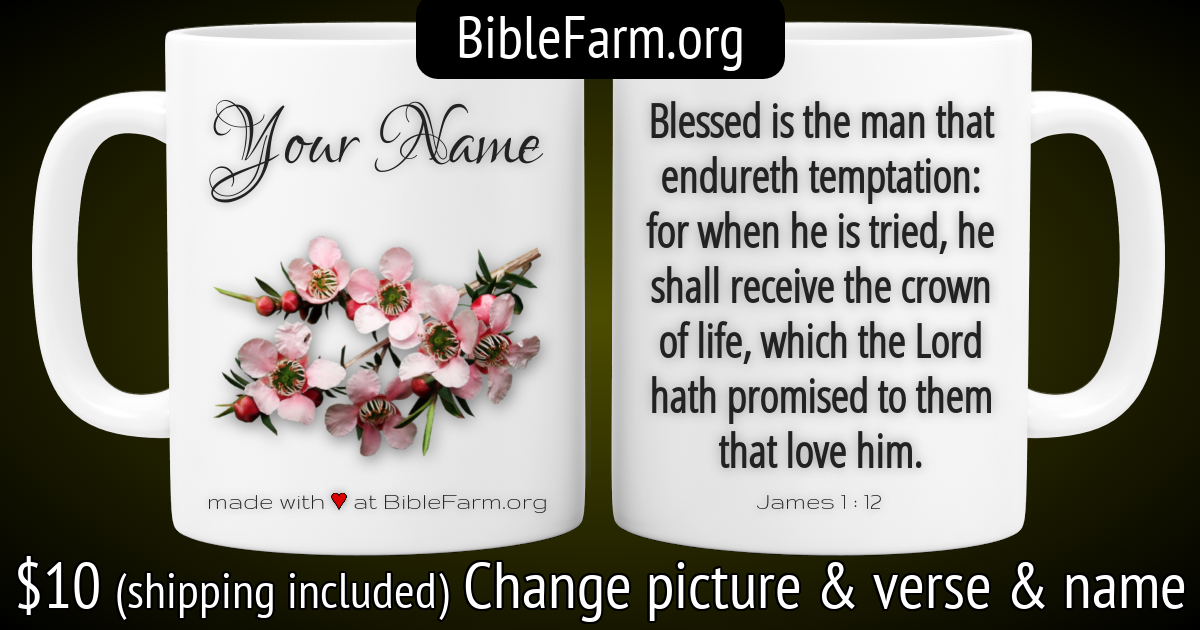 BibleFarm.org
Your Name
made with ♥ at BibleFarm.org
Blessed is the man that
endureth temptation:
for when he is tried, he
shall receive the crown
of life, which the Lord
hath promised to them
that love him.
James 1 : 12
$10 (shipping included) Change picture & verse & name